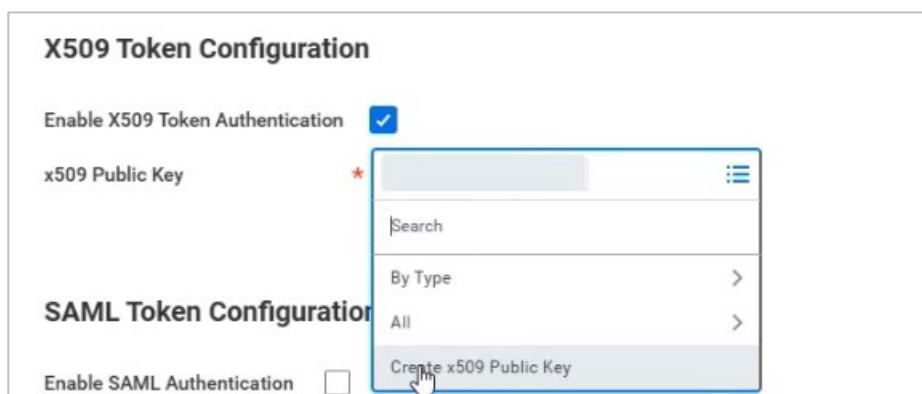 X509 Token Configuration
Enable X509 Token Authentication
x509 Public Key *
Search
By Type
SAML Token Configuration
All
Create x509 Public Key
Enable SAML Authentication